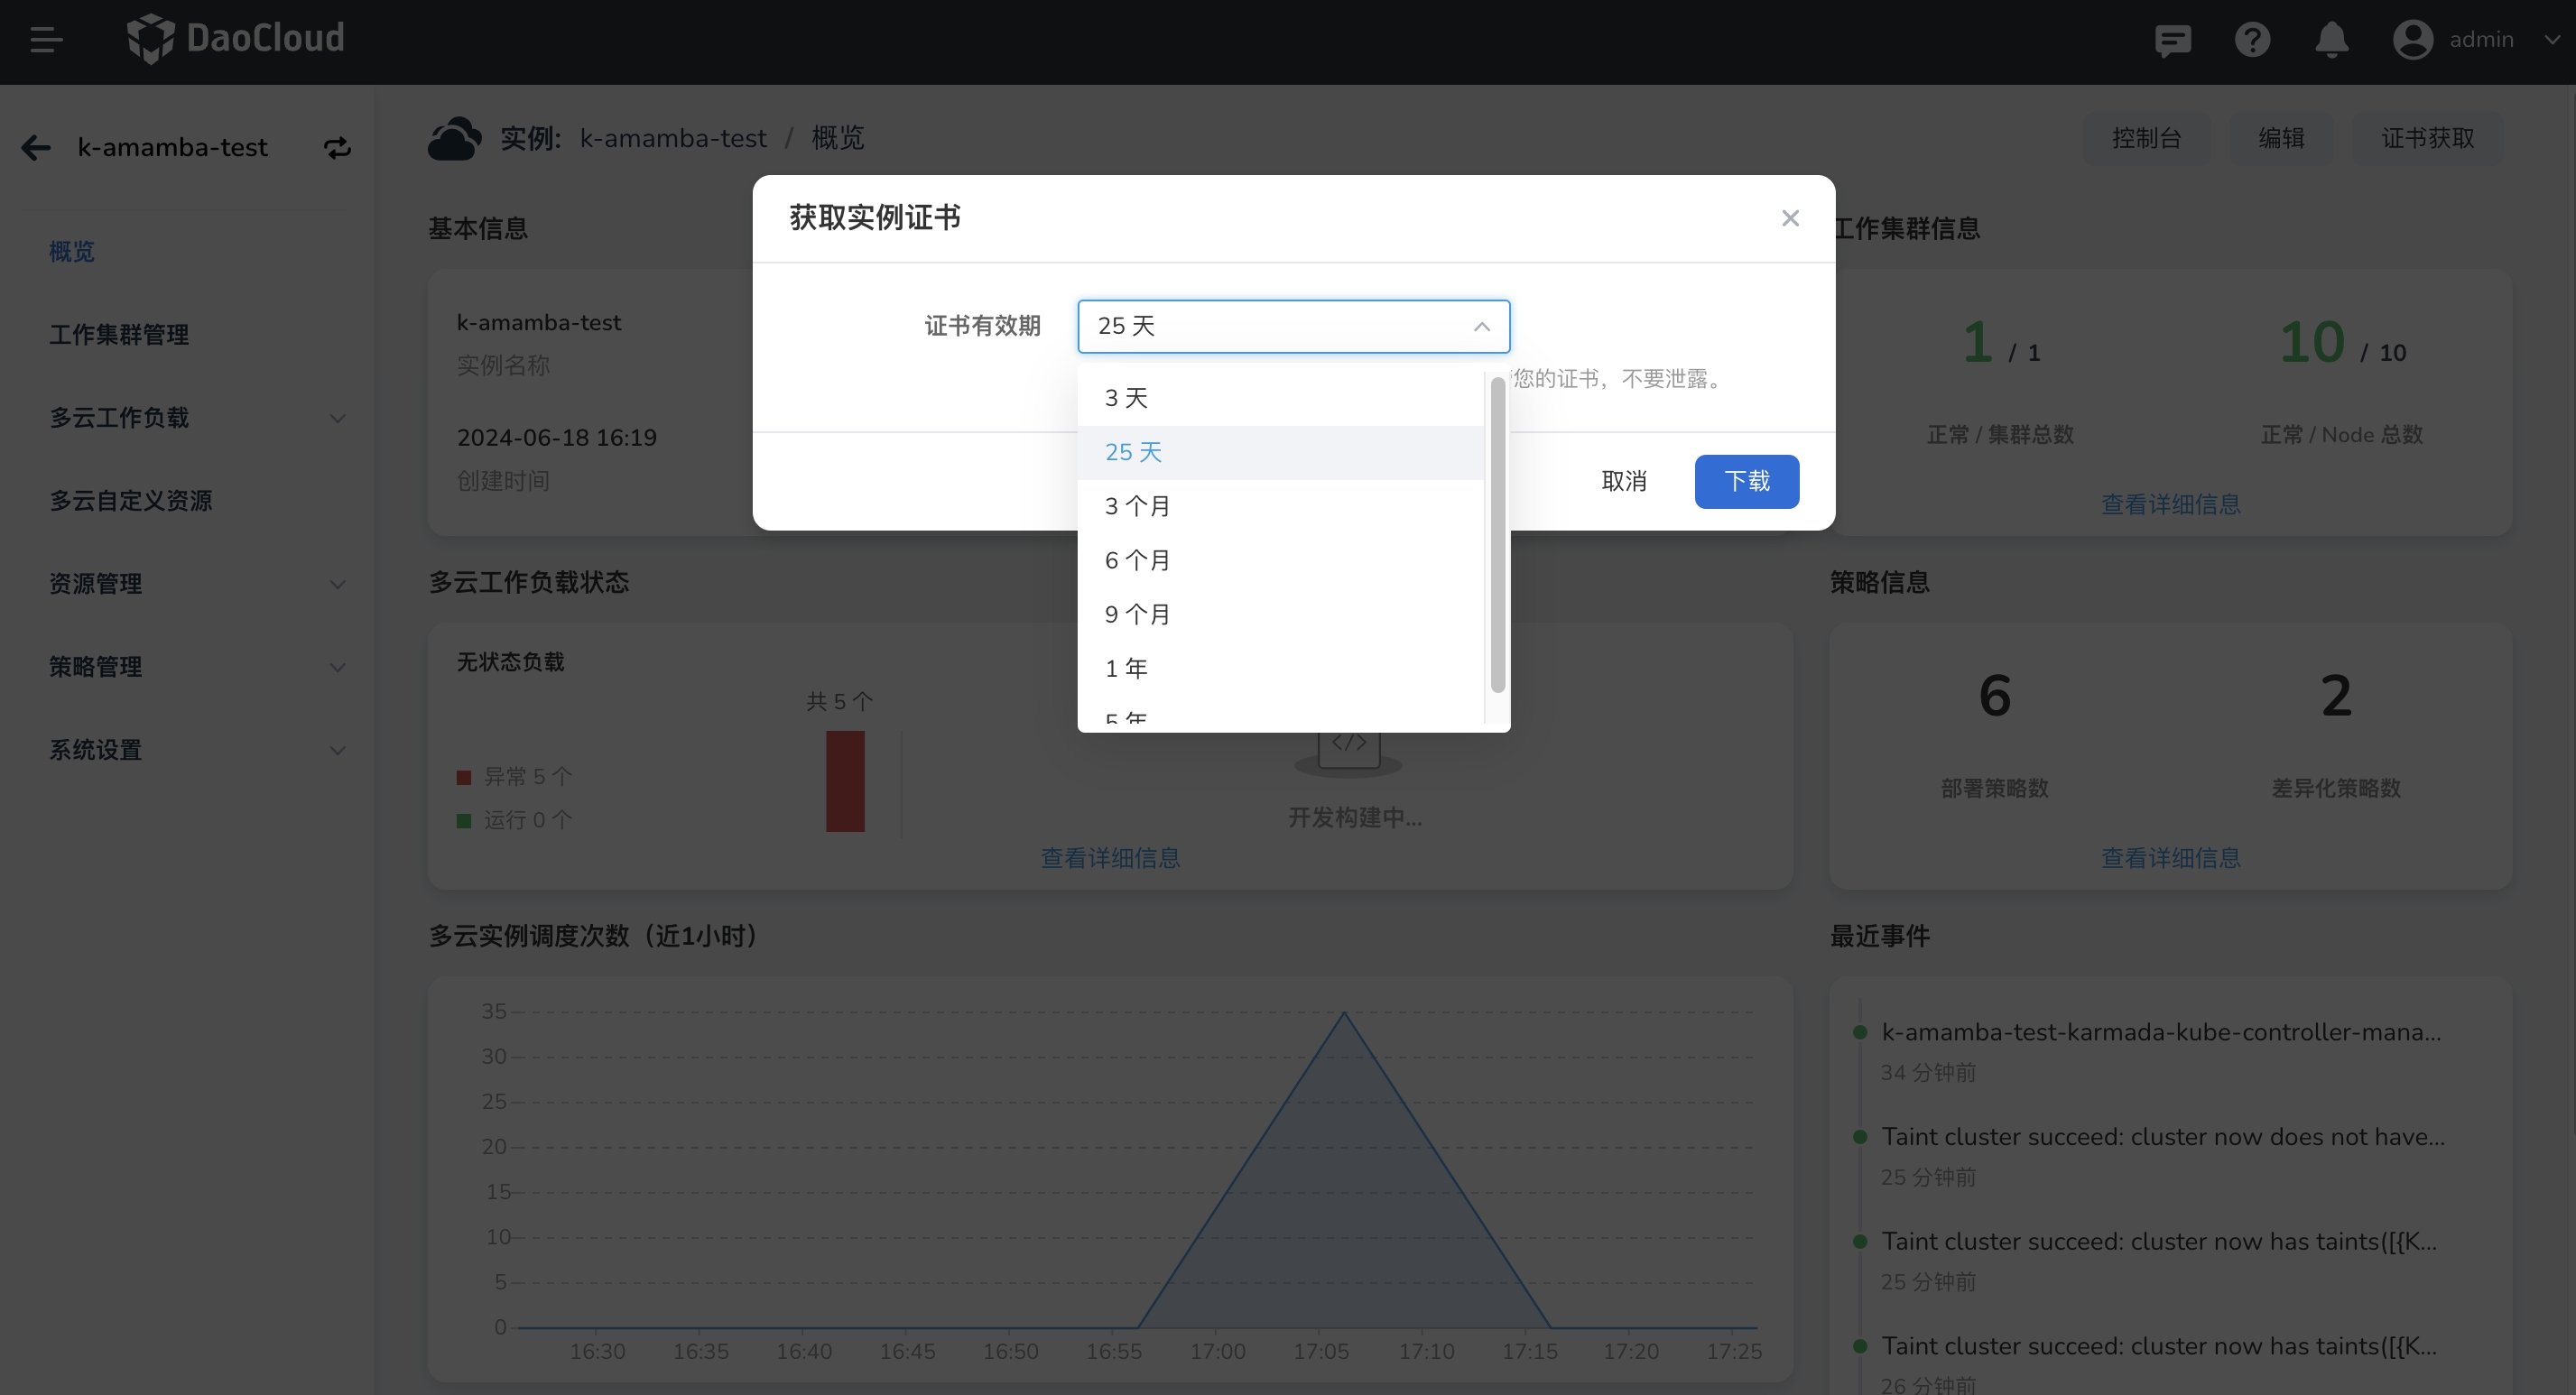 DaoCloud
admin
k-amamba-test
概览
工作集群管理
多云工作负载
多云自定义资源
资源管理
策略管理
系统设置
实例: k-amamba-test / 概览
控制台
编辑
证书获取
获取实例证书
证书有效期
25 天
您的证书，不要泄露。
3 天
25 天
3 个月
6 个月
9 个月
1 年
5 年
取消
下载
基本信息
k-amamba-test
实例名称
2024-06-18 16:19
创建时间
工作集群信息
1 / 1
正常 / 集群总数
10 / 10
正常 / Node 总数
查看详细信息
多云工作负载状态
无状态负载
共 5 个
异常 5 个
运行 0 个
</>
开发构建中...
查看详细信息
策略信息
6
部署策略数
2
差异化策略数
查看详细信息
多云实例调度次数（近1小时）
35
30
25
20
15
10
5
0
16:30 16:35 16:40 16:45 16:50 16:55 17:00 17:05 17:10 17:15 17:20 17:25
最近事件
k-amamba-test-karmada-kube-controller-mana...
34 分钟前
Taint cluster succeed: cluster now does not have...
25 分钟前
Taint cluster succeed: cluster now has taints([{K...
25 分钟前
Taint cluster succeed: cluster now has taints([{K...
26 分钟前